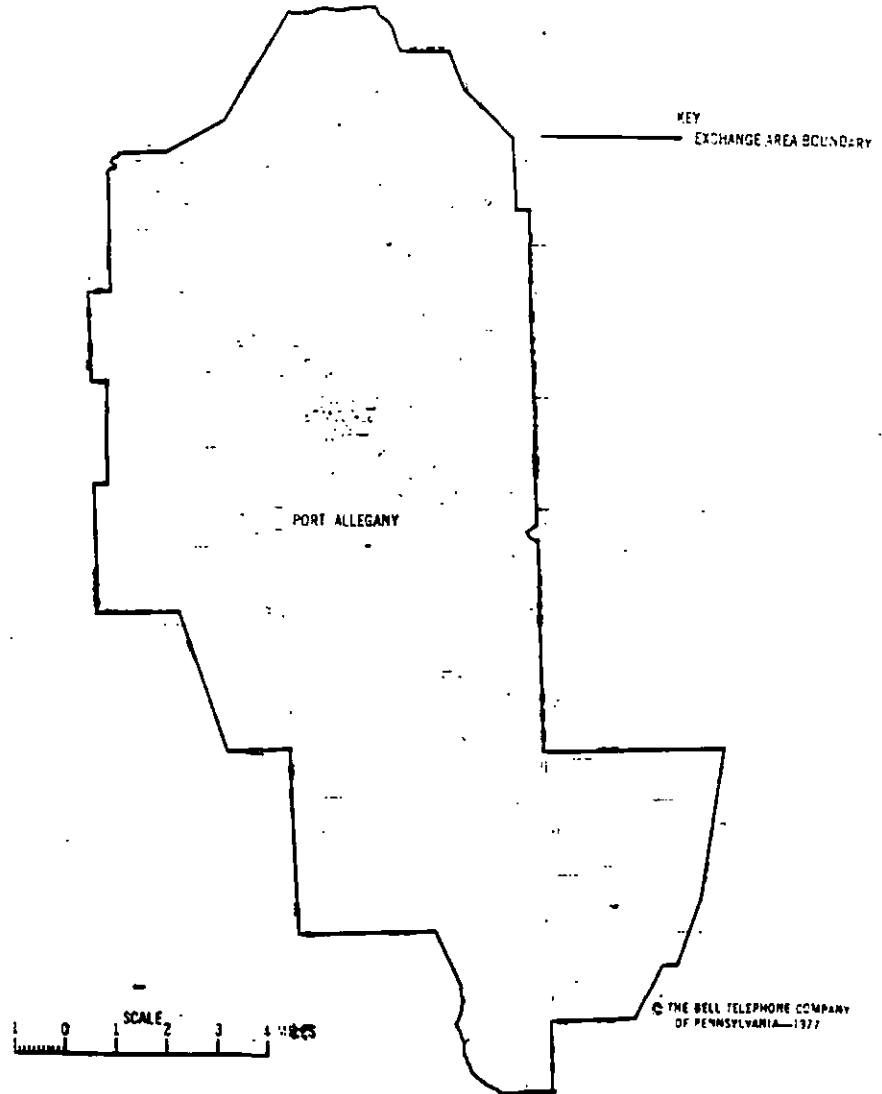 KEY
EXCHANGE AREA BOUNDARY
PORT ALLEGANY
SCALE
1 0 1 2 3 4 MILES
© THE BELL TELEPHONE COMPANY
OF PENNSYLVANIA—1977